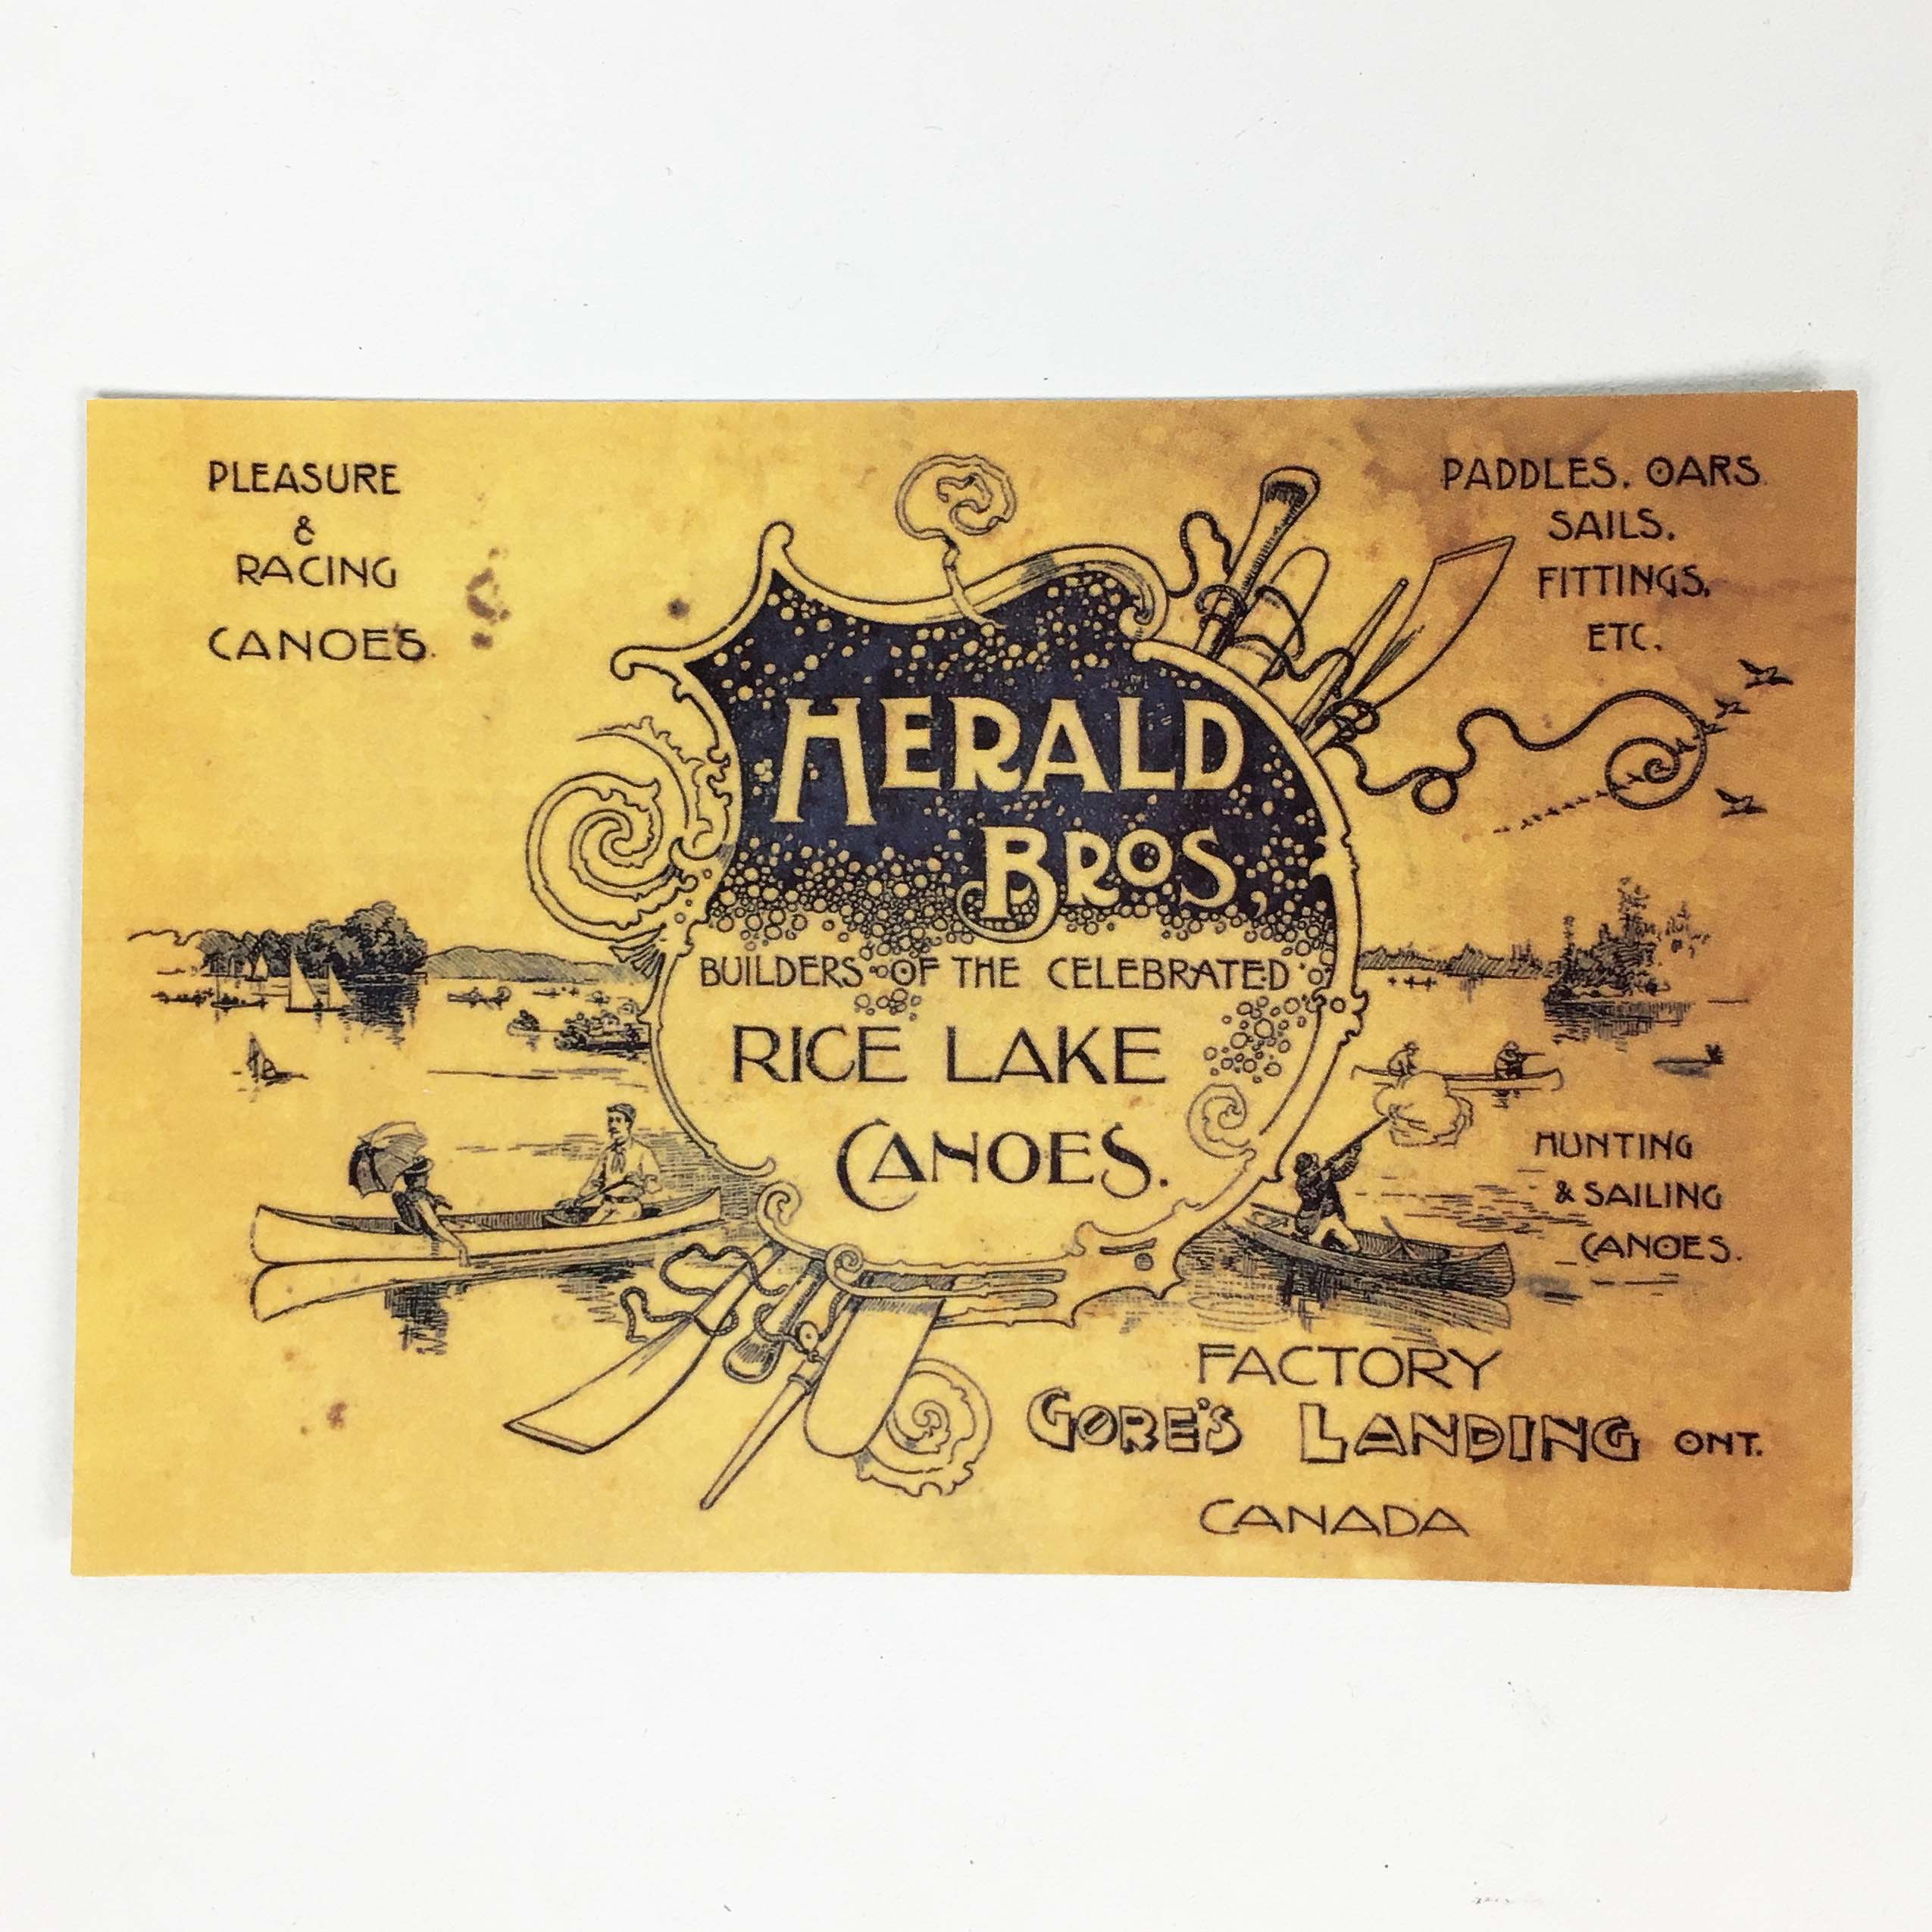 PLEASURE
&
RACING
CANOES.
PADDLES. OARS.
SAILS.
FITTINGS.
ETC.
HERALD
BROS,
BUILDERS OF THE CELEBRATED
RICE LAKE
CANOES.
HUNTING
& SAILING
CANOES.
FACTORY
GORE'S LANDING ONT.
CANADA